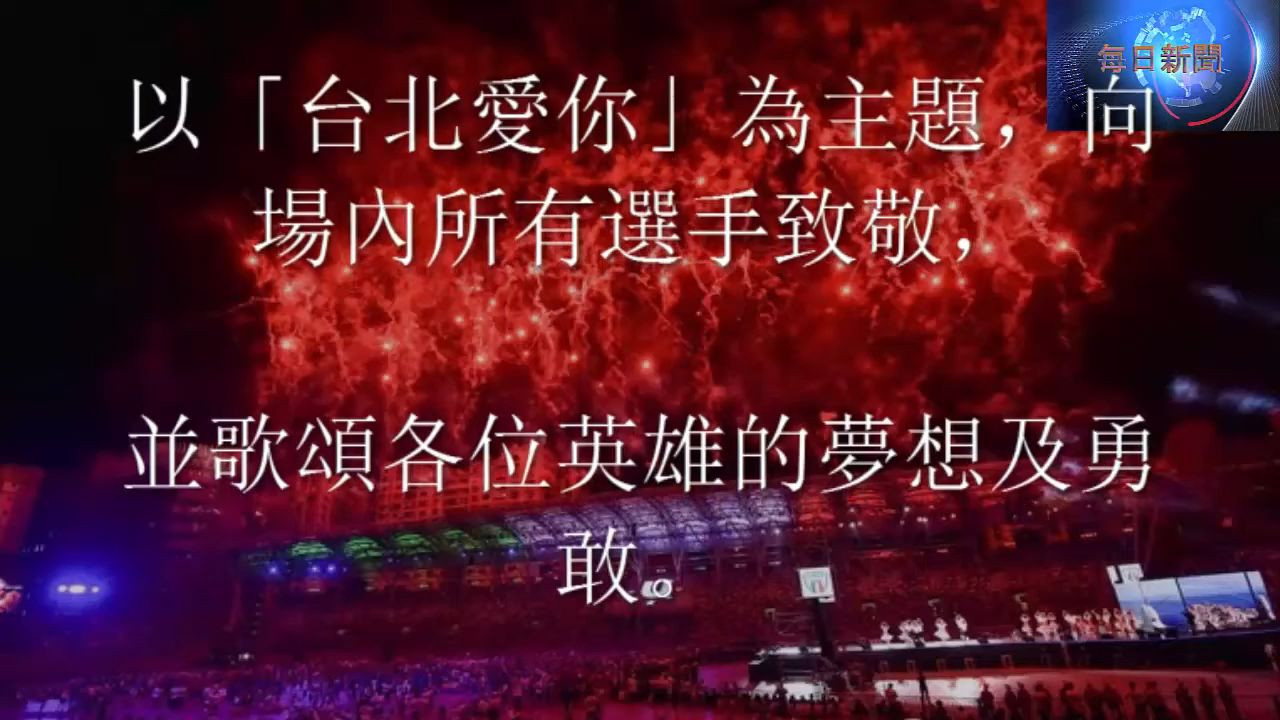 每日新聞
以「台北愛你」為主題，向
場內所有選手致敬，
並歌頌各位英雄的夢想及勇
敢。